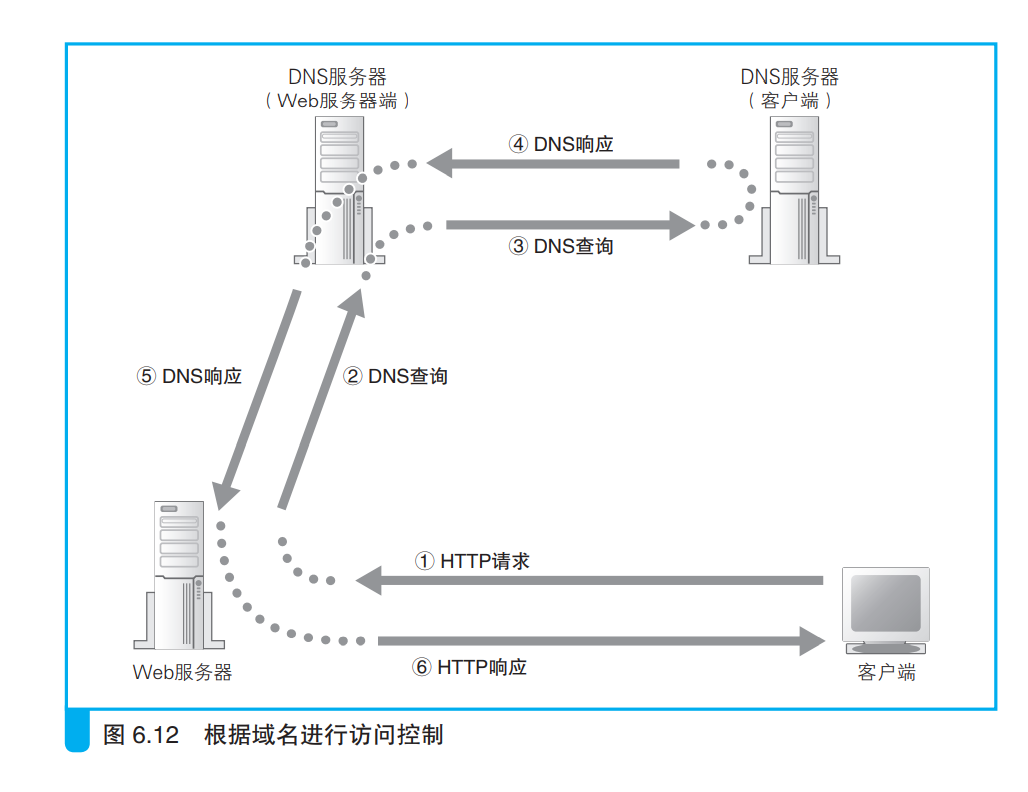 DNS服务器
（Web服务器端）
DNS服务器
（客户端）
④ DNS响应
③ DNS查询
⑤ DNS响应
② DNS查询
① HTTP请求
⑥ HTTP响应
Web服务器
客户端
图 6.12 根据域名进行访问控制